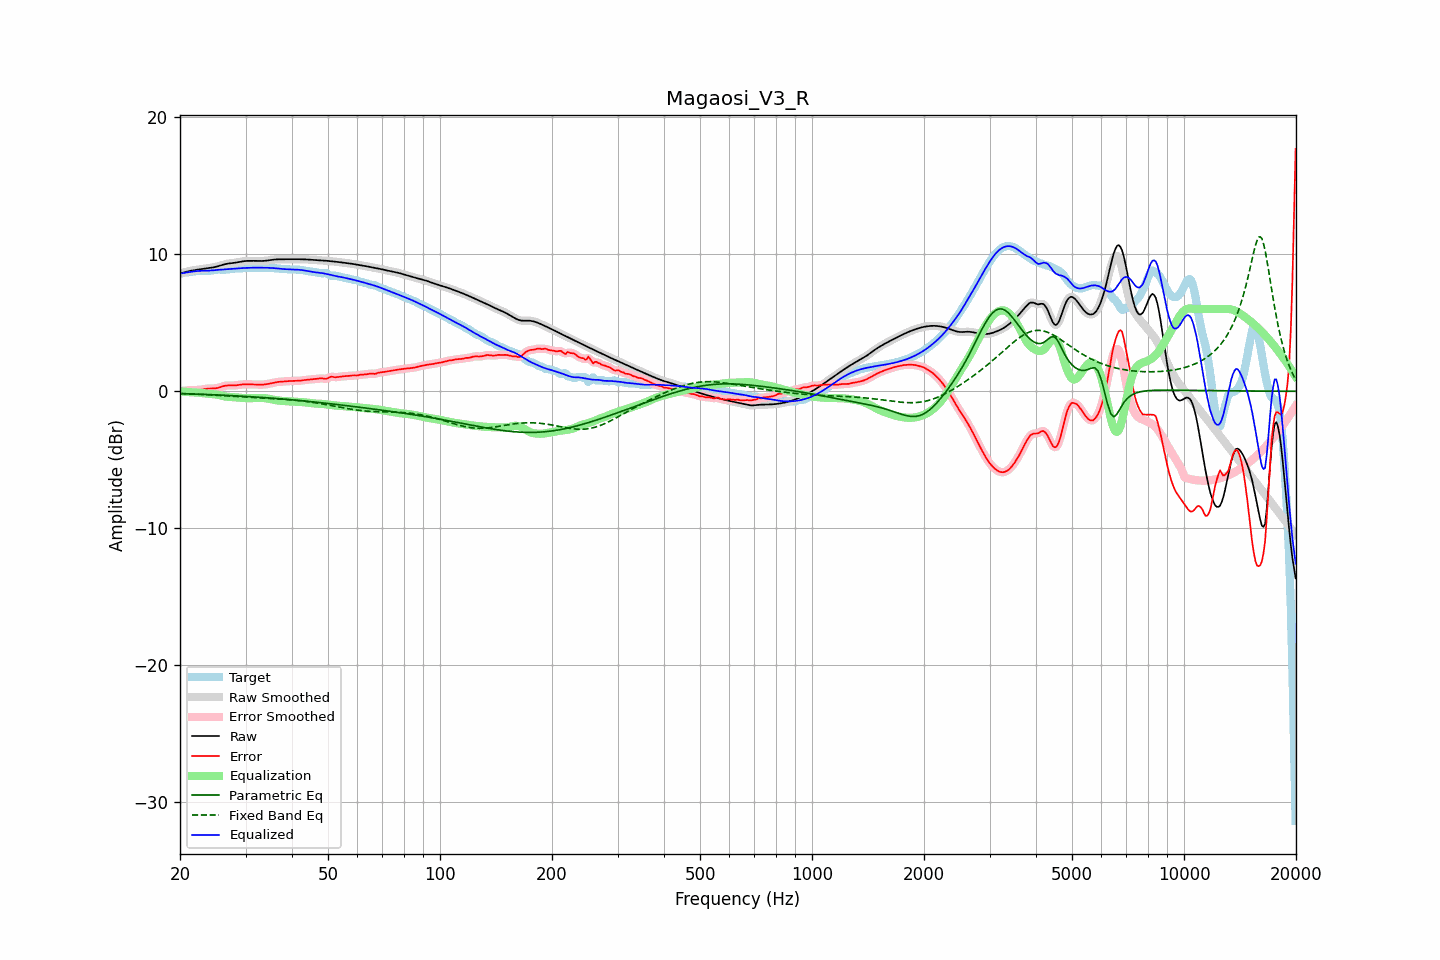 Magaosi_V3_R
Amplitude (dBr)
20
10
0
−10
−20
−30
Target
Raw Smoothed
Error Smoothed
Raw
Error
Equalization
Parametric Eq
Fixed Band Eq
Equalized
20 50 100 200 500 1000 2000 5000 10000 20000
Frequency (Hz)